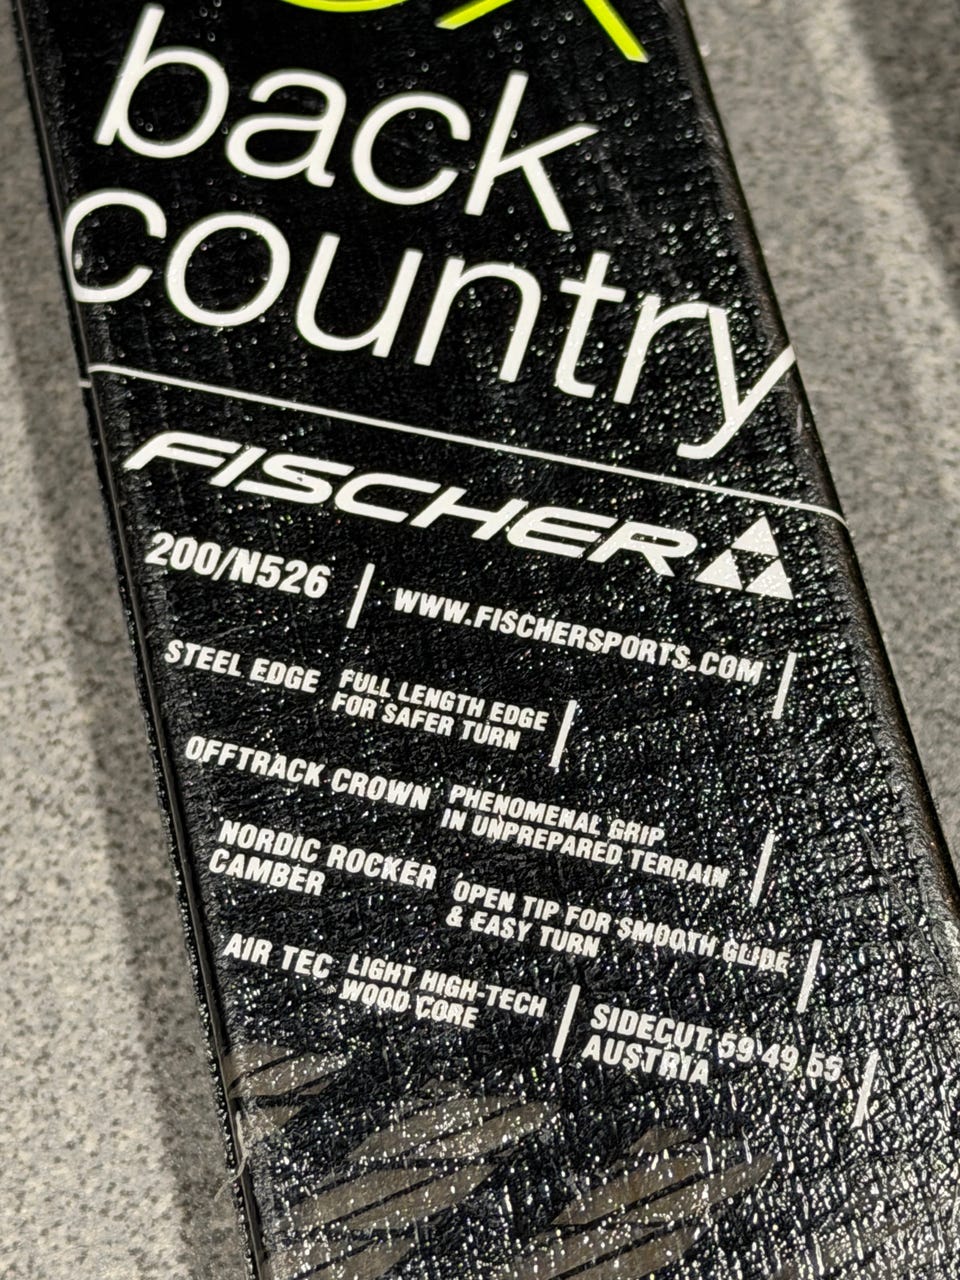 back
country
FISCHER
200/N526 | WWW.FISCHERSPORTS.COM |
STEEL EDGE FULL LENGTH EDGE
FOR SAFER TURN |
OFFTRACK CROWN PHENOMENAL GRIP
IN UNPREPARED TERRAIN |
NORDIC ROCKER
CAMBER
OPEN TIP FOR SMOOTH GLIDE
& EASY TURN |
AIR TEC LIGHT HIGH-TECH
WOOD CORE |
SIDECUT 59 49 55
AUSTRIA |